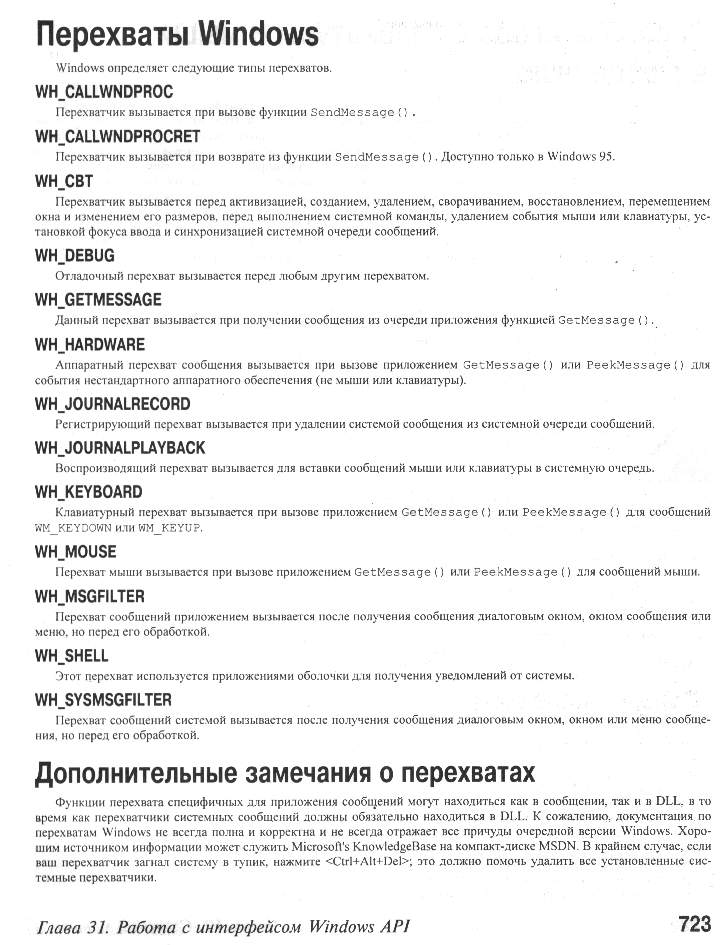 Перехваты Windows
Windows определяет следующие типы перехватов.
WH_CALLWNDPROC
Перехватчик вызывается при вызове функции SendMessage().
WH_CALLWNDPROCRET
Перехватчик вызывается при возврате из функции SendMessage(). Доступно только в Windows 95.
WH_CBT
Перехватчик вызывается перед активизацией, созданием, удалением, сворачиванием, восстановлением, перемещением
окна и изменением его размеров, перед выполнением системной команды, удалением события мыши или клавиатуры, ус-
тановкой фокуса ввода и синхронизацией системной очереди сообщений.
WH_DEBUG
Отладочный перехват вызывается перед любым другим перехватом.
WH_GETMESSAGE
Данный перехват вызывается при получении сообщения из очереди приложения функцией GetMessage().
WH_HARDWARE
Аппаратный перехват сообщения вызывается при вызове приложением GetMessage() или PeekMessage() для
события нестандартного аппаратного обеспечения (не мыши или клавиатуры).
WH_JOURNALRECORD
Регистрирующий перехват вызывается при удалении системой сообщения из системной очереди сообщений.
WH_JOURNALPLAYBACK
Воспроизводящий перехват вызывается для вставки сообщений мыши или клавиатуры в системную очередь.
WH_KEYBOARD
Клавиатурный перехват вызывается при вызове приложением GetMessage() или PeekMessage() для сообщений
WM_KEYDOWN или WM_KEYUP.
WH_MOUSE
Перехват мыши вызывается при вызове приложением GetMessage() или PeekMessage() для сообщений мыши.
WH_MSGFILTER
Перехват сообщений приложением вызывается после получения сообщения диалоговым окном, окном сообщения или
меню, но перед его обработкой.
WH_SHELL
Этот перехват используется приложениями оболочки для получения уведомлений от системы.
WH_SYSMSGFILTER
Перехват сообщений системой вызывается после получения сообщения диалоговым окном, окном или меню сообще-
ния, но перед его обработкой.
Дополнительные замечания о перехватах
Функции перехвата специфичных для приложения сообщений могут находиться как в сообщении, так и в DLL, в то
время как перехватчики системных сообщений должны обязательно находиться в DLL. К сожалению, документация по
перехватам Windows не всегда полна и корректна и не всегда отражает все причуды очередной версии Windows. Хоро-
шим источником информации может служить Microsoft's KnowledgeBase на компакт-диске MSDN. В крайнем случае, если
ваш перехватчик загнал систему в тупик, нажмите <Ctrl+Alt+Del>; это должно помочь удалить все установленные сис-
темные перехватчики.
Глава 31. Работа с интерфейсом Windows API 723